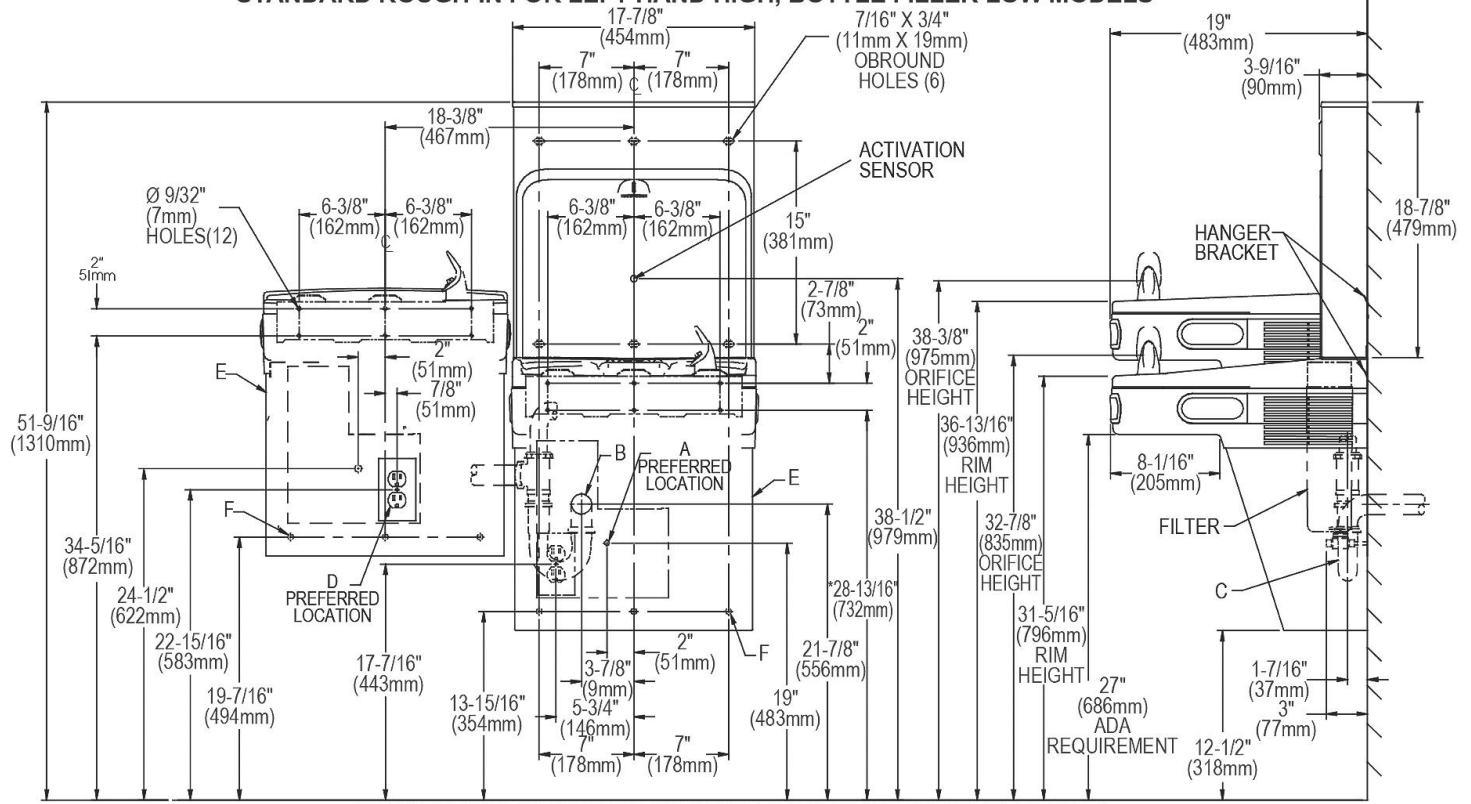 STANDARD ROUGH-IN FOR LEFT HAND HIGH, BOTTLE FILLER LOW MODELS
17-7/8"
(454mm)
7"
(178mm)
7"
(178mm)
7/16" X 3/4"
(11mm X 19mm)
OBROUND
HOLES (6)
19"
(483mm)
3-9/16"
(90mm)
18-3/8"
(467mm)
ACTIVATION
SENSOR
Ø 9/32"
(7mm)
HOLES(12)
6-3/8"
(162mm)
6-3/8"
(162mm)
6-3/8"
(162mm)
6-3/8"
(162mm)
15"
(381mm)
18-7/8"
(479mm)
HANGER
BRACKET
2"
51mm
2-7/8"
(73mm)
2"
(51mm)
38-3/8"
(975mm)
ORIFICE
HEIGHT
2"
(51mm)
7/8"
(51mm)
E
51-9/16"
(1310mm)
36-13/16"
(936mm)
RIM
HEIGHT
8-1/16"
(205mm)
A
PREFERRED
LOCATION
B
E
F
38-1/2"
(979mm)
32-7/8"
(835mm)
ORIFICE
HEIGHT
FILTER
34-5/16"
(872mm)
D
PREFERRED
LOCATION
24-1/2"
(622mm)
*28-13/16"
(732mm)
C
22-15/16"
(583mm)
17-7/16"
(443mm)
2"
(51mm)
F
21-7/8"
(556mm)
31-5/16"
(796mm)
RIM
HEIGHT
3-7/8"
(9mm)
1-7/16"
(37mm)
19-7/16"
(494mm)
13-15/16"
(354mm)
5-3/4"
(146mm)
19"
(483mm)
27"
(686mm)
ADA
REQUIREMENT
3"
(77mm)
7"
(178mm)
7"
(178mm)
12-1/2"
(318mm)